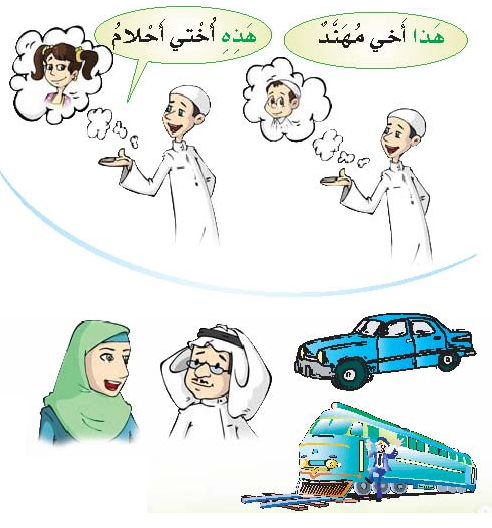 هَذا أَخي مُهَنَّدٌ
هَذِهِ أُخْتي أَحْلامُ